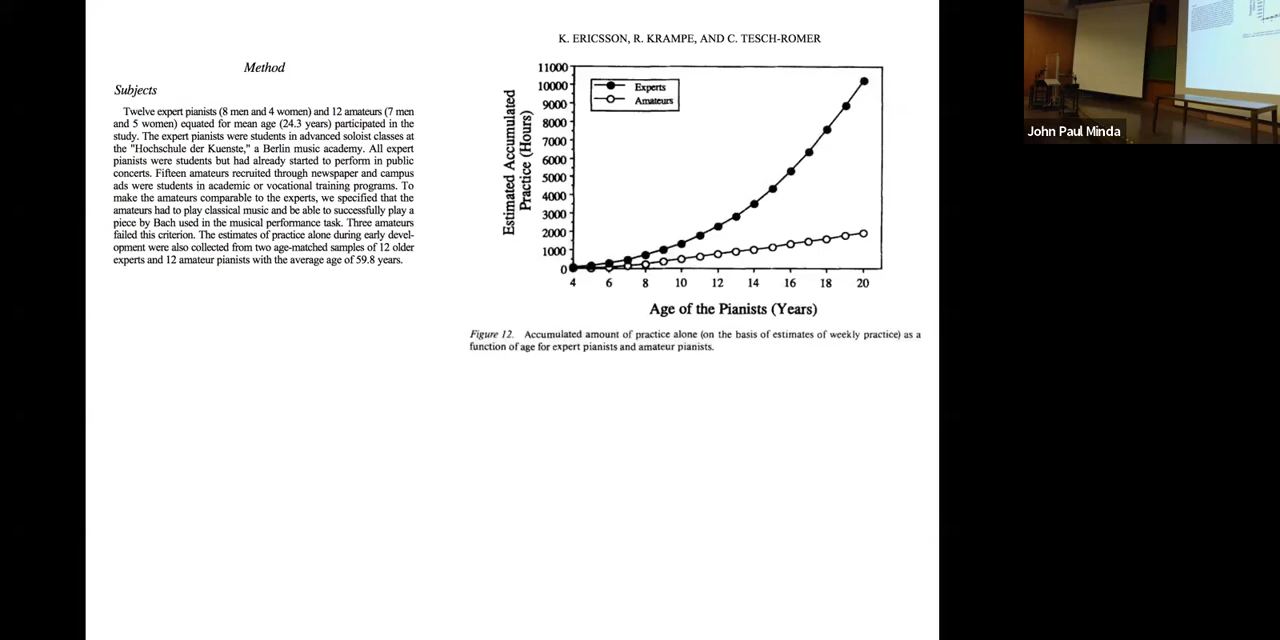 Method
Subjects
Twelve expert pianists (8 men and 4 women) and 12 amateurs (7 men
and 5 women) equated for mean age (24.3 years) participated in the
study. The expert pianists were students in advanced soloist classes at
the "Hochschule der Kuenste," a Berlin music academy. All expert
pianists were students but had already started to perform in public
concerts. Fifteen amateurs recruited through newspaper and campus
ads were students in academic or vocational training programs. To
make the amateurs comparable to the experts, we specified that the
amateurs had to play classical music and be able to successfully play a
piece by Bach used in the musical performance task. Three amateurs
failed this criterion. The estimates of practice alone during early devel-
opment were also collected from two age-matched samples of 12 older
experts and 12 amateur pianists with the average age of 59.8 years.
K. ERICSSON, R. KRAMPE, AND C. TESCH-ROMER
Estimated Accumulated
Practice (Hours)
11000
10000
9000
8000
7000
6000
5000
4000
3000
2000
1000
0
Experts
Amateurs
4 6 8 10 12 14 16 18 20
Age of the Pianists (Years)
Figure 12. Accumulated amount of practice alone (on the basis of estimates of weekly practice) as a
function of age for expert pianists and amateur pianists.
John Paul Minda